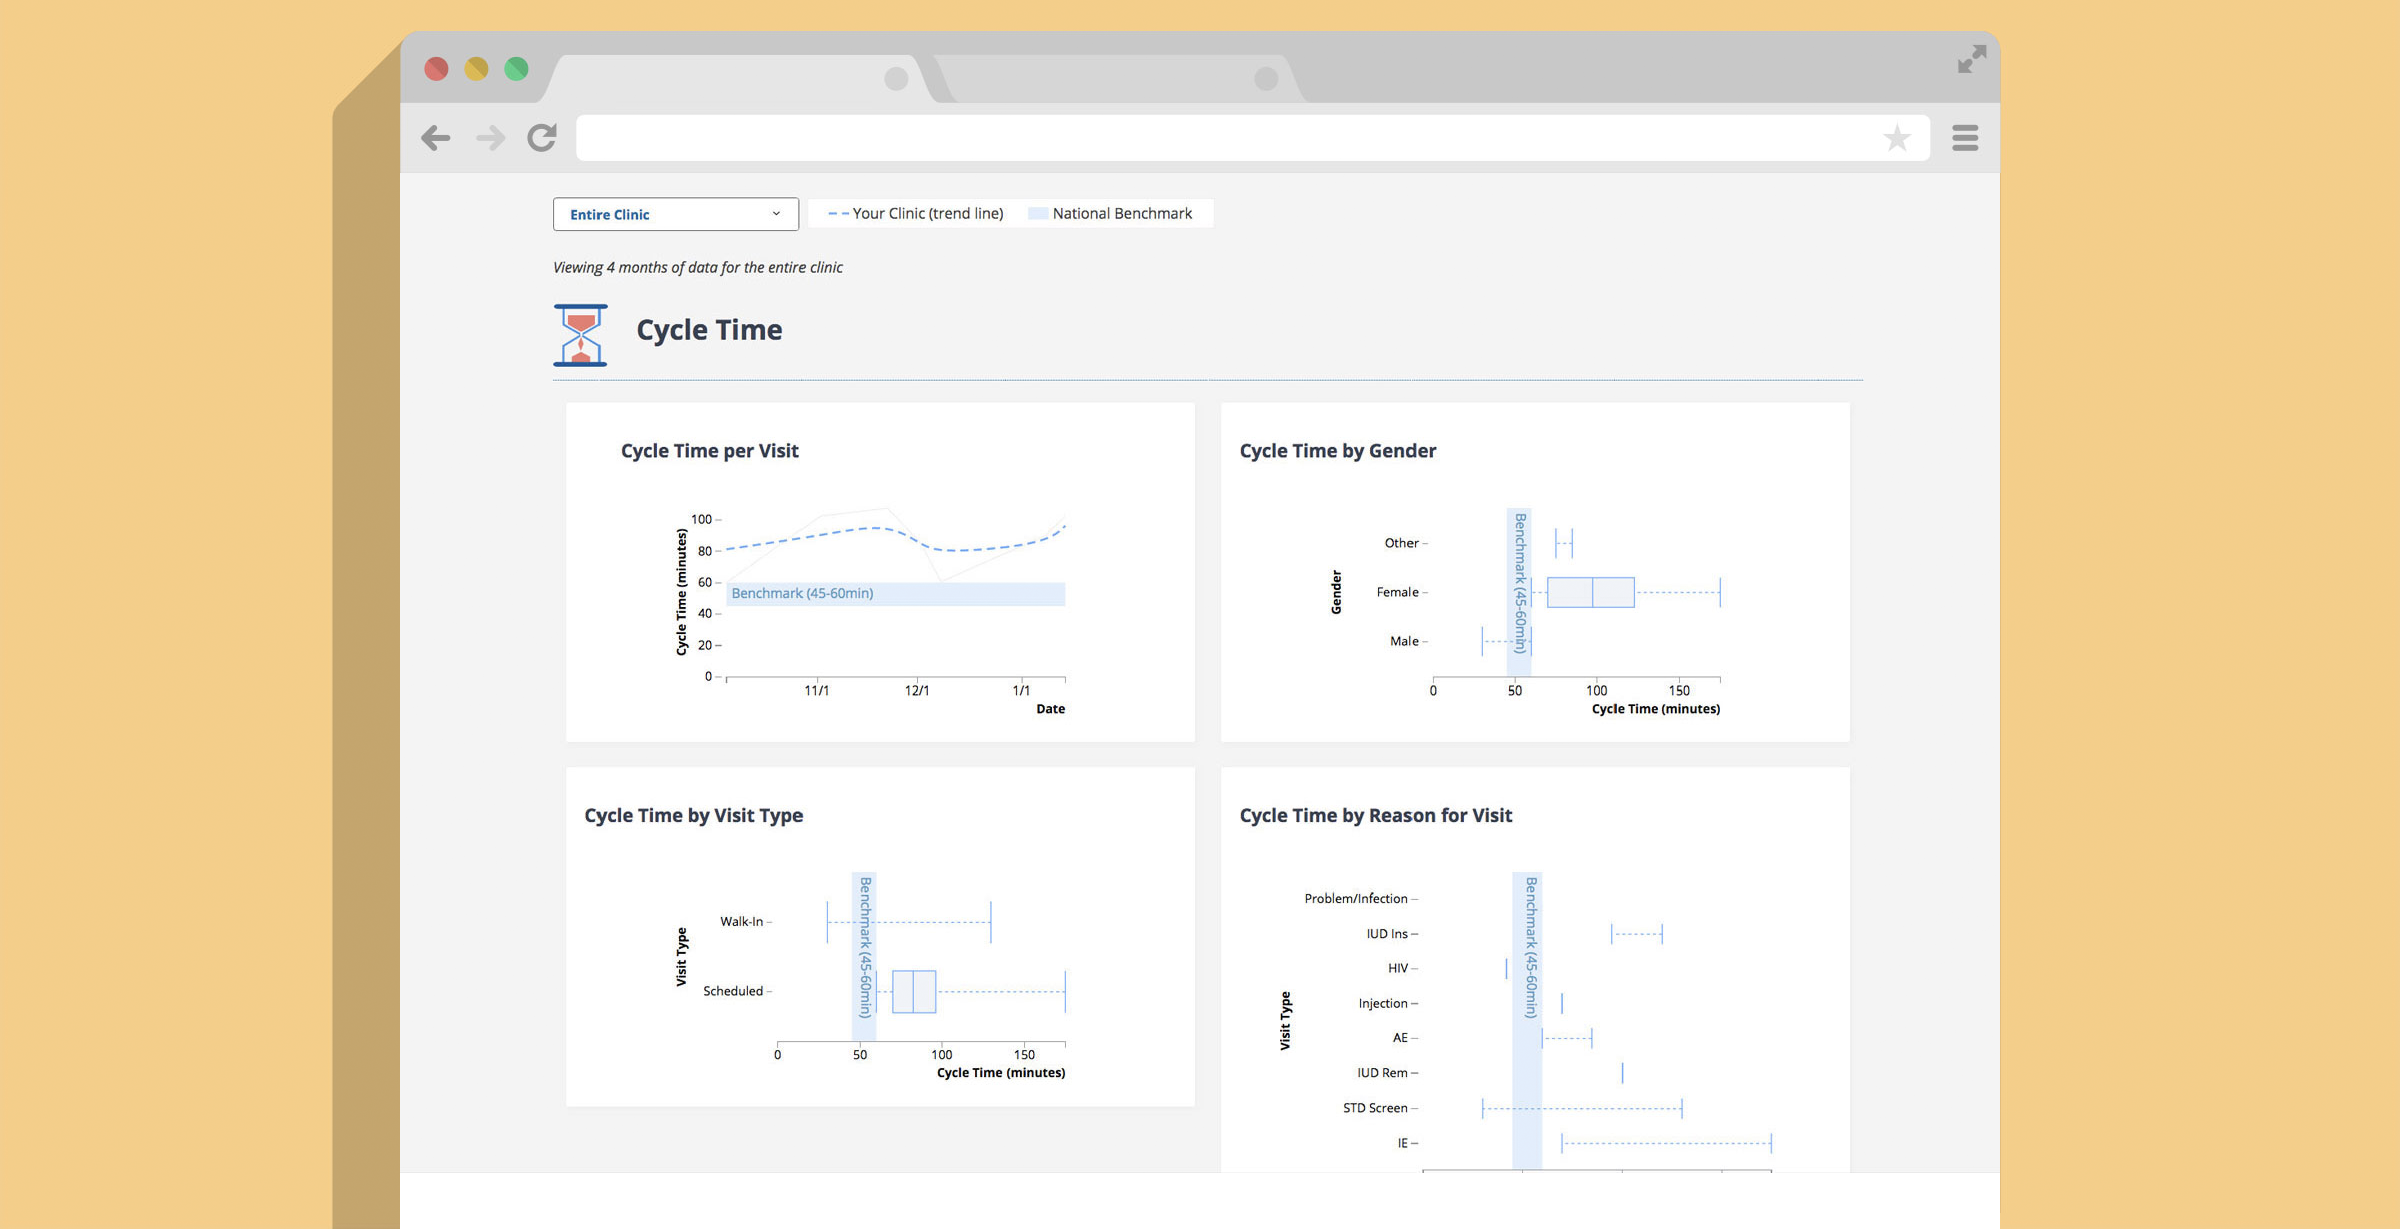 Entire Clinic
Your Clinic (trend line) National Benchmark
Viewing 4 months of data for the entire clinic
Cycle Time
Cycle Time per Visit
Cycle Time (minutes)
100
80
60
40
20
0
Benchmark (45-60min)
11/1 12/1 1/1
Date
Cycle Time by Gender
Gender
Other
Female
Male
Benchmark (45-60min)
0 50 100 150
Cycle Time (minutes)
Cycle Time by Visit Type
Visit Type
Walk-In
Scheduled
Benchmark (45-60min)
0 50 100 150
Cycle Time (minutes)
Cycle Time by Reason for Visit
Visit Type
Problem/Infection
IUD Ins
HIV
Injection
AE
IUD Rem
STD Screen
IE
Benchmark (45-60min)